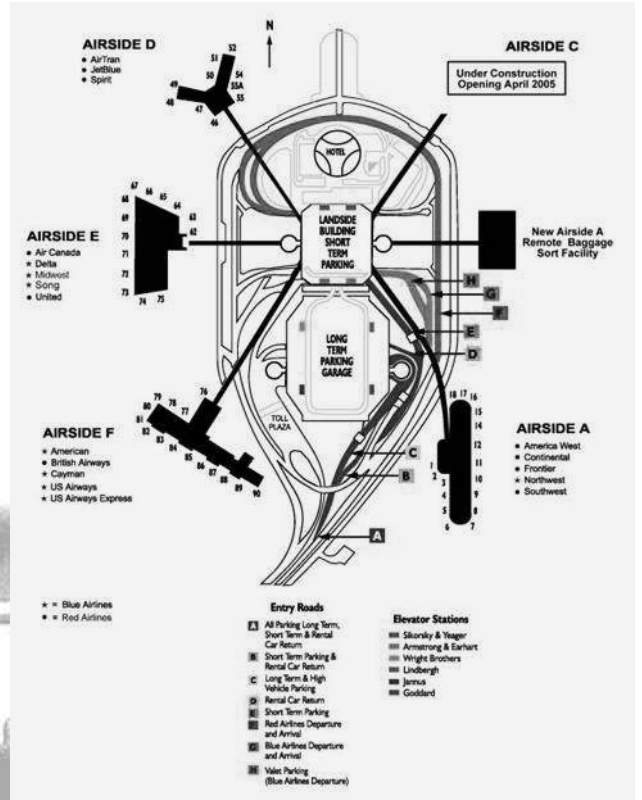 AIRSIDE D
• AirTran
• JetBlue
• Spirit
N
AIRSIDE C
Under Construction
Opening April 2005
52
51
50
54
55A
55
49
48
47
46
HOTEL
67
66
65
64
68
69
63
62
70
71
72
73
74
75
LANDSIDE
BUILDING
SHORT
TERM
PARKING
AIRSIDE E
• Air Canada
★ Delta
★ Midwest
★ Song
• United
New Airside A
Remote Baggage
Sort Facility
H
G
F
E
D
LONG
TERM
PARKING
GARAGE
79
78
80
81
82
83
84
77
76
85
86
87
88
89
90
TOLL
PLAZA
18
17
16
15
14
12
11
10
9
8
7
1
2
3
4
5
6
AIRSIDE F
★ American
• British Airways
★ Cayman
★ US Airways
★ US Airways Express
AIRSIDE A
• America West
• Continental
• Frontier
★ Northwest
• Southwest
C
B
A
★ = Blue Airlines
• = Red Airlines
Entry Roads
A All Parking Long Term,
Short Term & Rental
Car Return
B Short Term Parking &
Rental Car Return
C Long Term & High
Vehicle Parking
D Rental Car Return
E Short Term Parking
F Red Airlines Departure
and Arrival
G Blue Airlines Departure
and Arrival
H Valet Parking
(Blue Airlines Departure)
Elevator Stations
Sikorsky & Yeager
Armstrong & Earhart
Wright Brothers
Lindbergh
Jannus
Goddard